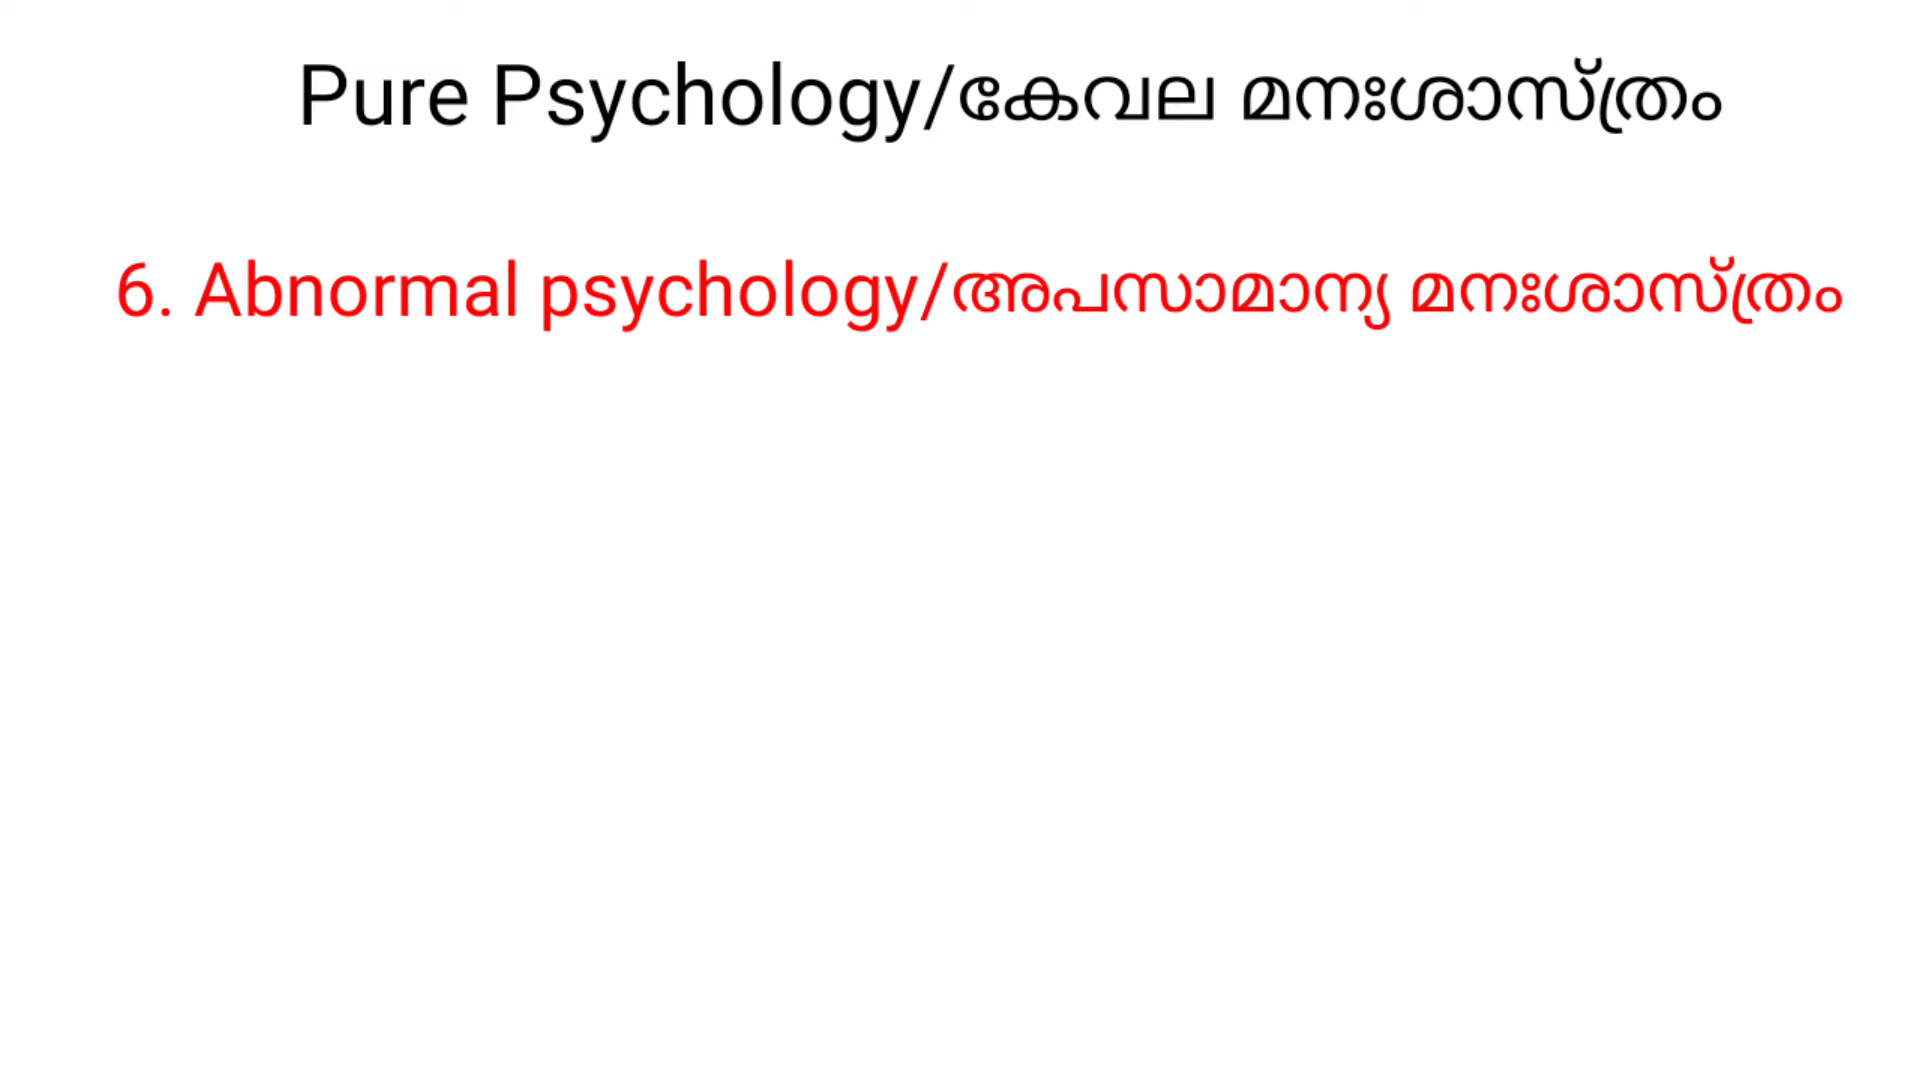 Pure Psychology/കേവല മനഃശാസ്ത്രം
6. Abnormal psychology/അപസാമാന്യ മനഃശാസ്ത്രം